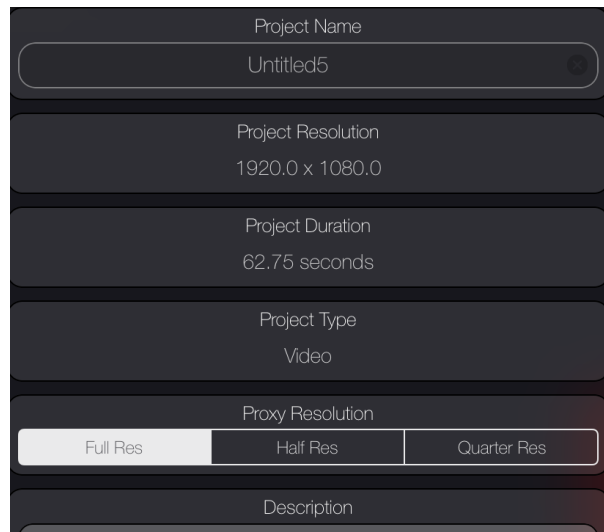 Project Name
Untitled5
Project Resolution
1920.0 x 1080.0
Project Duration
62.75 seconds
Project Type
Video
Proxy Resolution
Full Res Half Res Quarter Res
Description